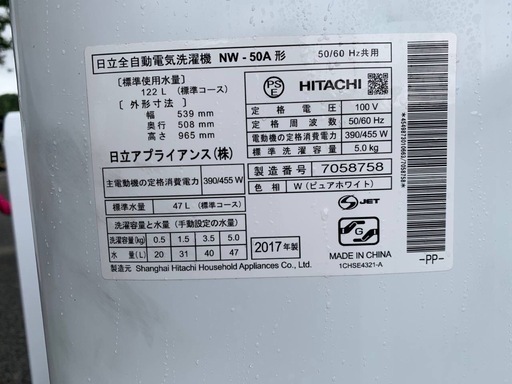 日立全自動電気洗濯機 NW-50A形 50/60 Hz共用
[標準使用水量]
122 L (標準コース)
[外形寸法]
幅 539 mm
奥行 508 mm
高さ 965 mm
日立アプライアンス(株)
主電動機の定格消費電力 390/455 W
標準水量 47 L (標準コース)
洗濯容量と水量 (手動設定の水量)
洗濯容量(kg) 0.5 1.5 3.5 5.0
水量(L) 20 31 40 47
製造元 Shanghai Hitachi Household Appliances Co., Ltd.
PS
E
HITACHI
定格電圧 100 V
定格周波数 50/60 Hz
電動機の定格消費電力 390/455 W
標準洗濯容量 5.0 kg
製造番号 7058758
色相 W (ピュアホワイト)
2017年製
S-JET
G
MADE IN CHINA
1CHSE4321-A
-PP-